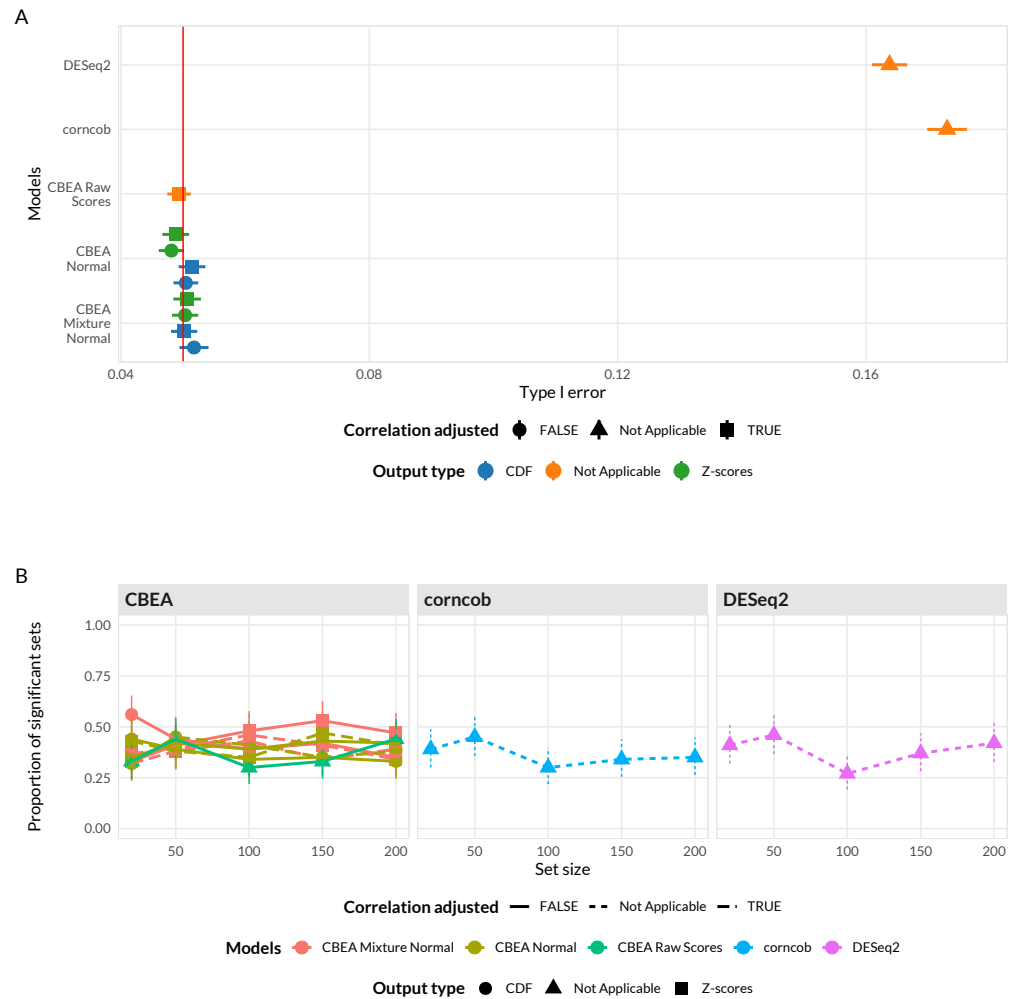 A
DESeq2
corncob
CBEA Raw
Scores
CBEA
Normal
CBEA
Mixture
Normal
Models
0.04
0.08
0.12
0.16
Type I error
Correlation adjusted FALSE Not Applicable TRUE
Output type CDF Not Applicable Z-scores
B
CBEA
corncob
DESeq2
Proportion of significant sets
1.00
0.75
0.50
0.25
0.00
50 100 150 200
50 100 150 200
50 100 150 200
Set size
Correlation adjusted FALSE Not Applicable TRUE
Models CBEA Mixture Normal CBEA Normal CBEA Raw Scores corncob DESeq2
Output type CDF Not Applicable Z-scores